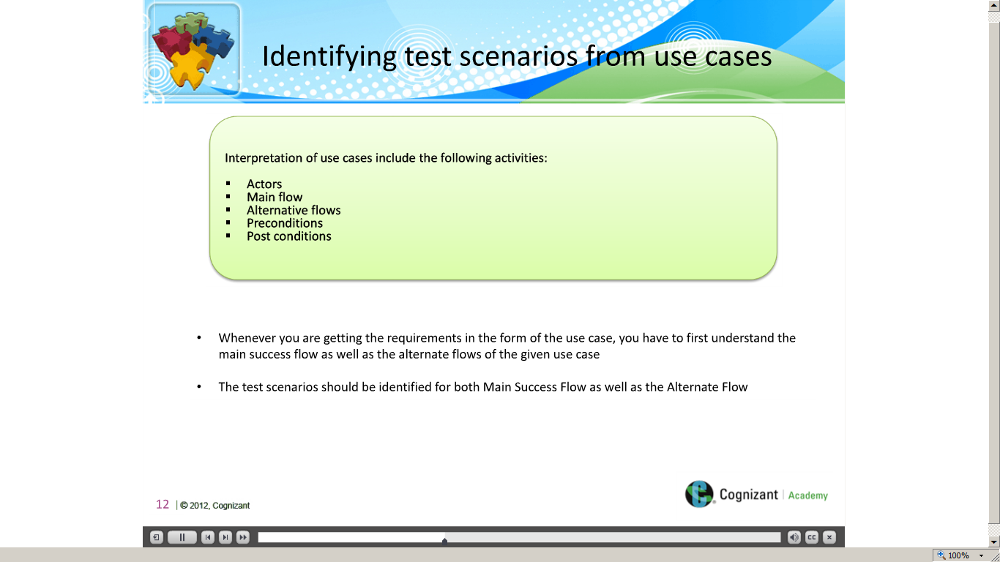 Identifying test scenarios from use cases
Interpretation of use cases include the following activities:
▪ Actors
▪ Main flow
▪ Alternative flows
▪ Preconditions
▪ Post conditions
• Whenever you are getting the requirements in the form of the use case, you have to first understand the
main success flow as well as the alternate flows of the given use case
• The test scenarios should be identified for both Main Success Flow as well as the Alternate Flow
12 | © 2012, Cognizant
Cognizant | Academy
CC
100%